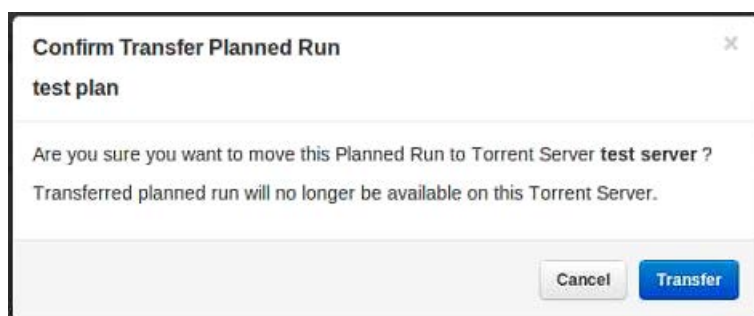 Confirm Transfer Planned Run
test plan
Are you sure you want to move this Planned Run to Torrent Server test server ?
Transferred planned run will no longer be available on this Torrent Server.
Cancel Transfer